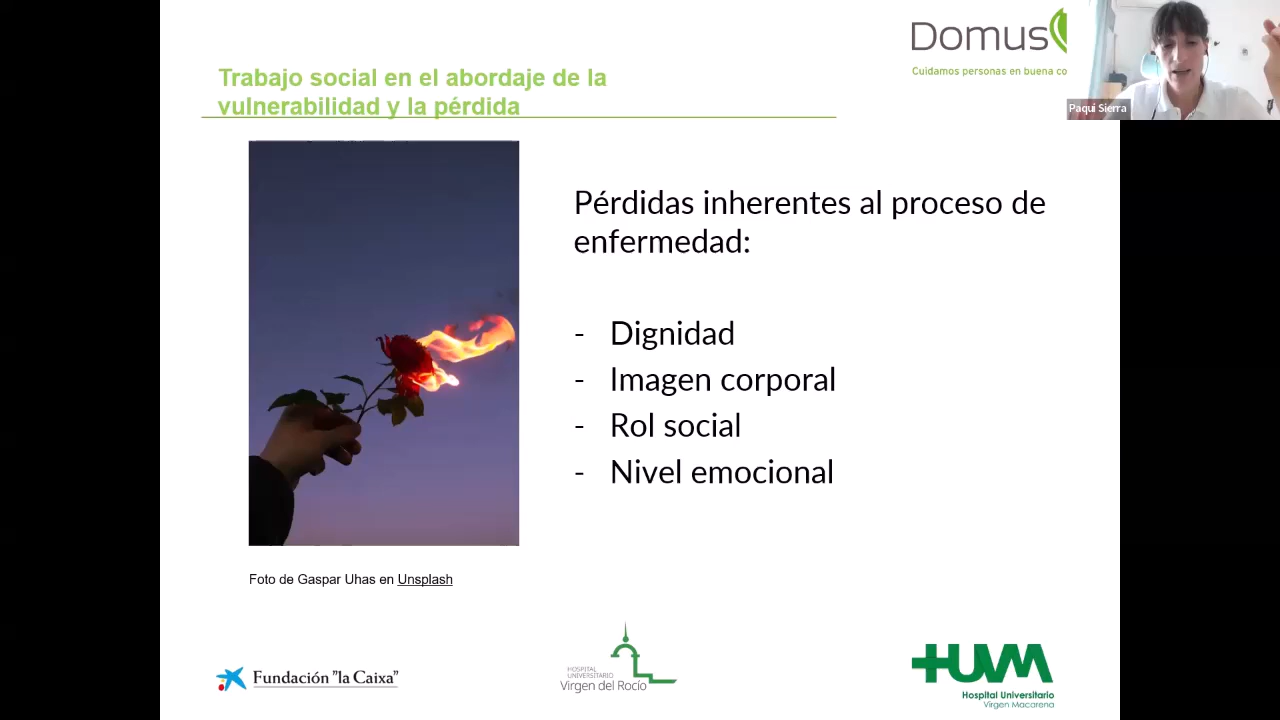 Domus
Cuidamos personas en buena co
Paqui Sierra
Trabajo social en el abordaje de la
vulnerabilidad y la pérdida
Pérdidas inherentes al proceso de
enfermedad:
- Dignidad
- Imagen corporal
- Rol social
- Nivel emocional
Foto de Gaspar Uhas en Unsplash
Fundación "la Caixa"
HOSPITAL
UNIVERSITARIO
Virgen del Rocío
HUVM
Hospital Universitario
Virgen Macarena